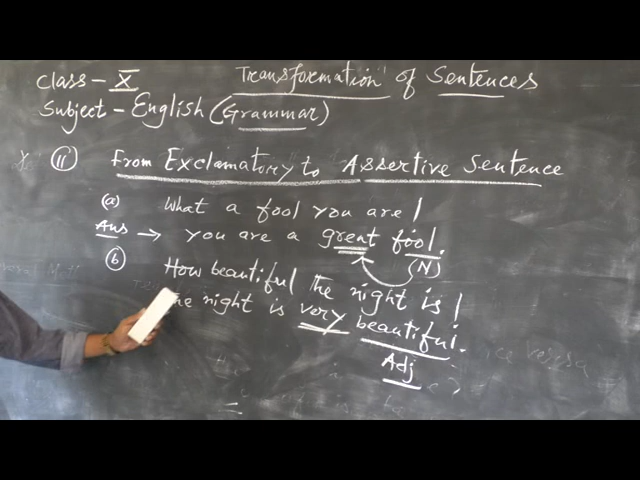 Class - X Transformation of Sentences
Subject - English (Grammar)
(ii) From Exclamatory to Assertive Sentence
(a) What a fool you are!
Ans → you are a great fool.
(N)
(b) How beautiful the night is!
The night is very beautiful.
Adj